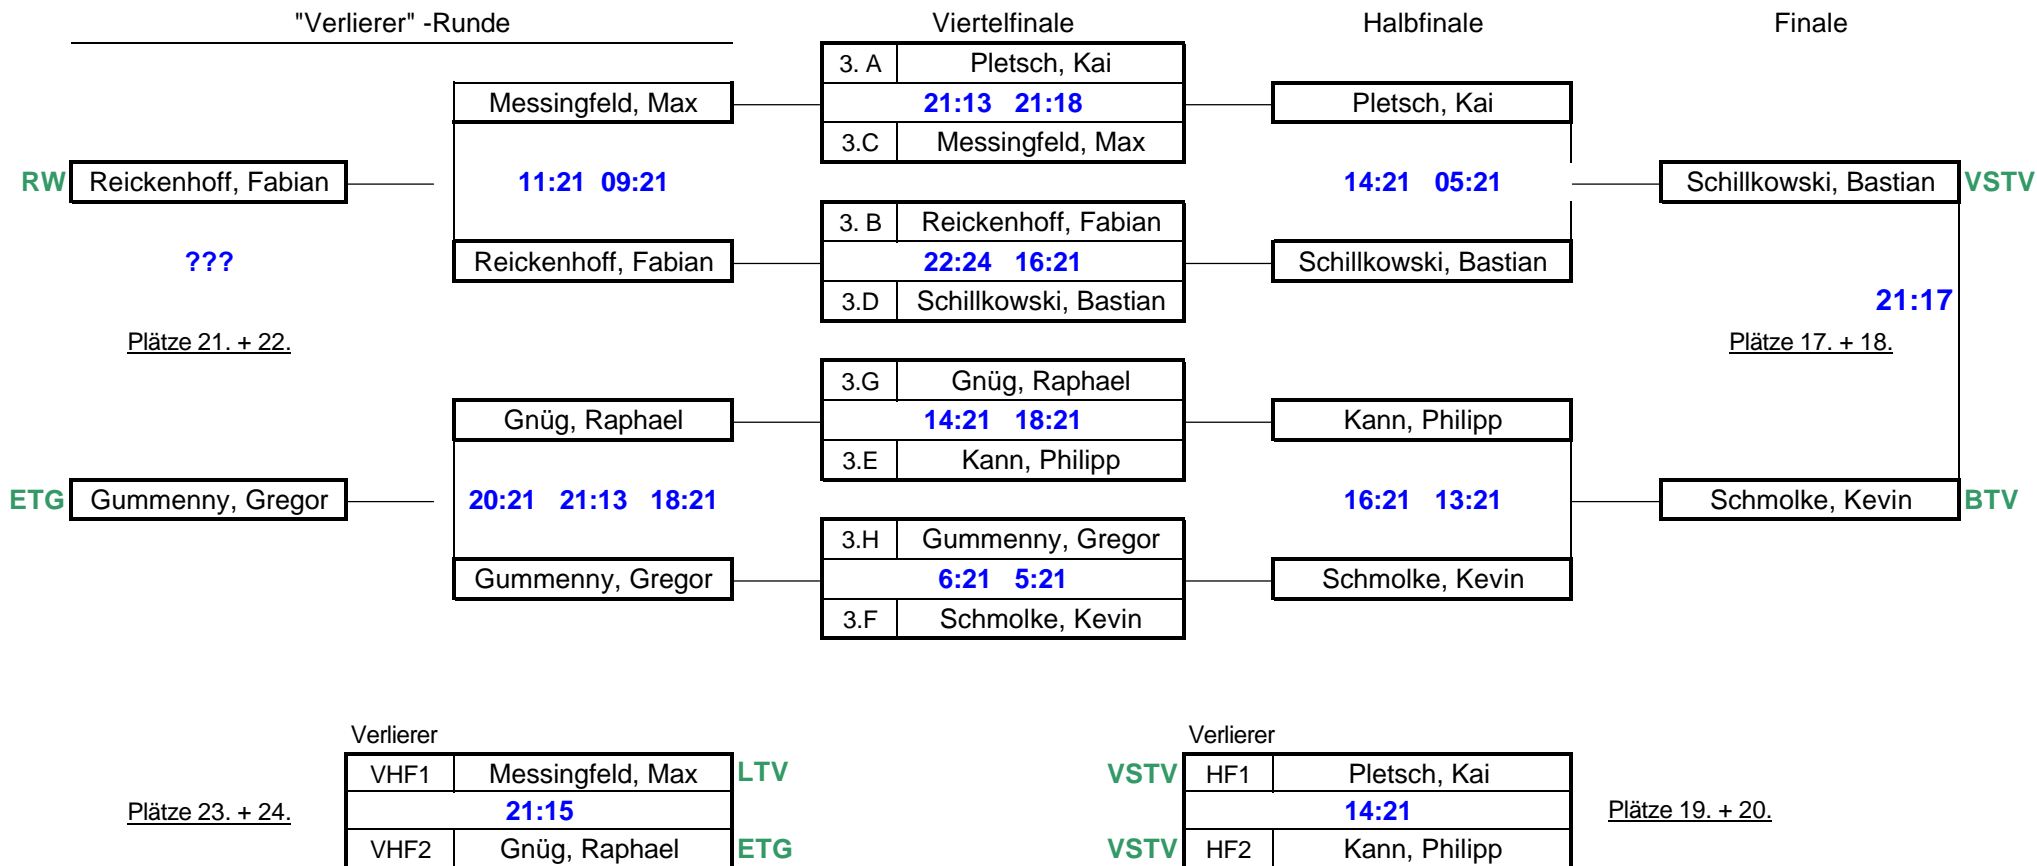 "Verlierer" -Runde Viertelfinale Halbfinale Finale
3. A Pletsch, Kai
Messingfeld, Max 21:13 21:18 Pletsch, Kai
3.C Messingfeld, Max
RW Reickenhoff, Fabian 11:21 09:21 14:21 05:21 Schillkowski, Bastian VSTV
3. B Reickenhoff, Fabian
??? Reickenhoff, Fabian 22:24 16:21 Schillkowski, Bastian
3.D Schillkowski, Bastian 21:17
Plätze 21. + 22. Plätze 17. + 18.
3.G Gnüg, Raphael
Gnüg, Raphael 14:21 18:21 Kann, Philipp
3.E Kann, Philipp
ETG Gummenny, Gregor 20:21 21:13 18:21 16:21 13:21 Schmolke, Kevin BTV
3.H Gummenny, Gregor
Gummenny, Gregor 6:21 5:21 Schmolke, Kevin
3.F Schmolke, Kevin
Verlierer Verlierer
VHF1 Messingfeld, Max LTV VSTV HF1 Pletsch, Kai
Plätze 23. + 24. 21:15 14:21 Plätze 19. + 20.
VHF2 Gnüg, Raphael ETG VSTV HF2 Kann, Philipp